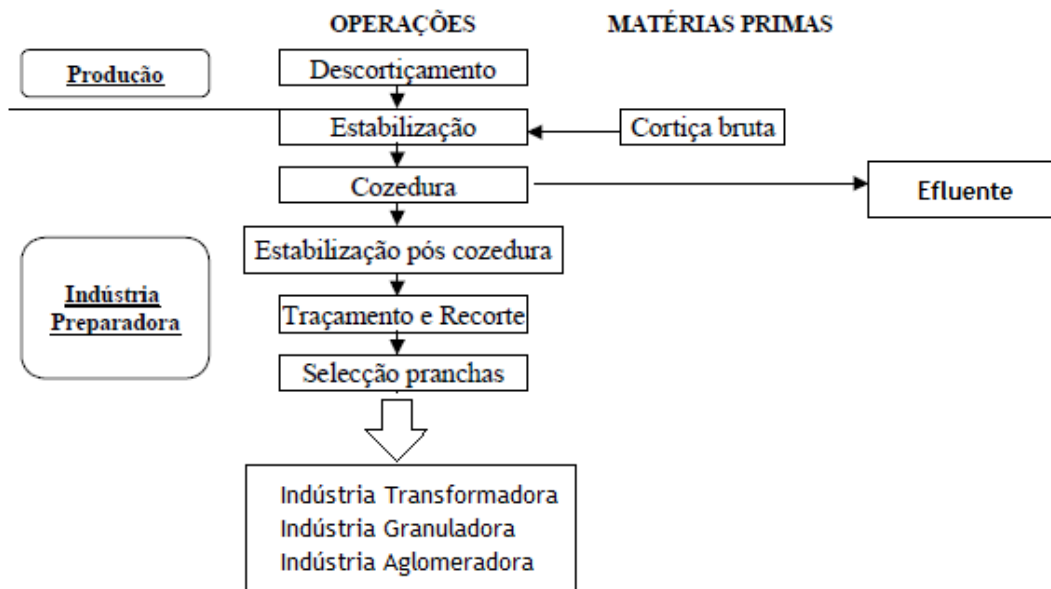 OPERAÇÕES MATÉRIAS PRIMAS
Produção
Descortiçamento
Estabilização
Cortiça bruta
Cozedura
Efluente
Estabilização pós cozedura
Indústria
Preparadora
Traçamento e Recorte
Selecção pranchas
Indústria Transformadora
Indústria Granuladora
Indústria Aglomeradora